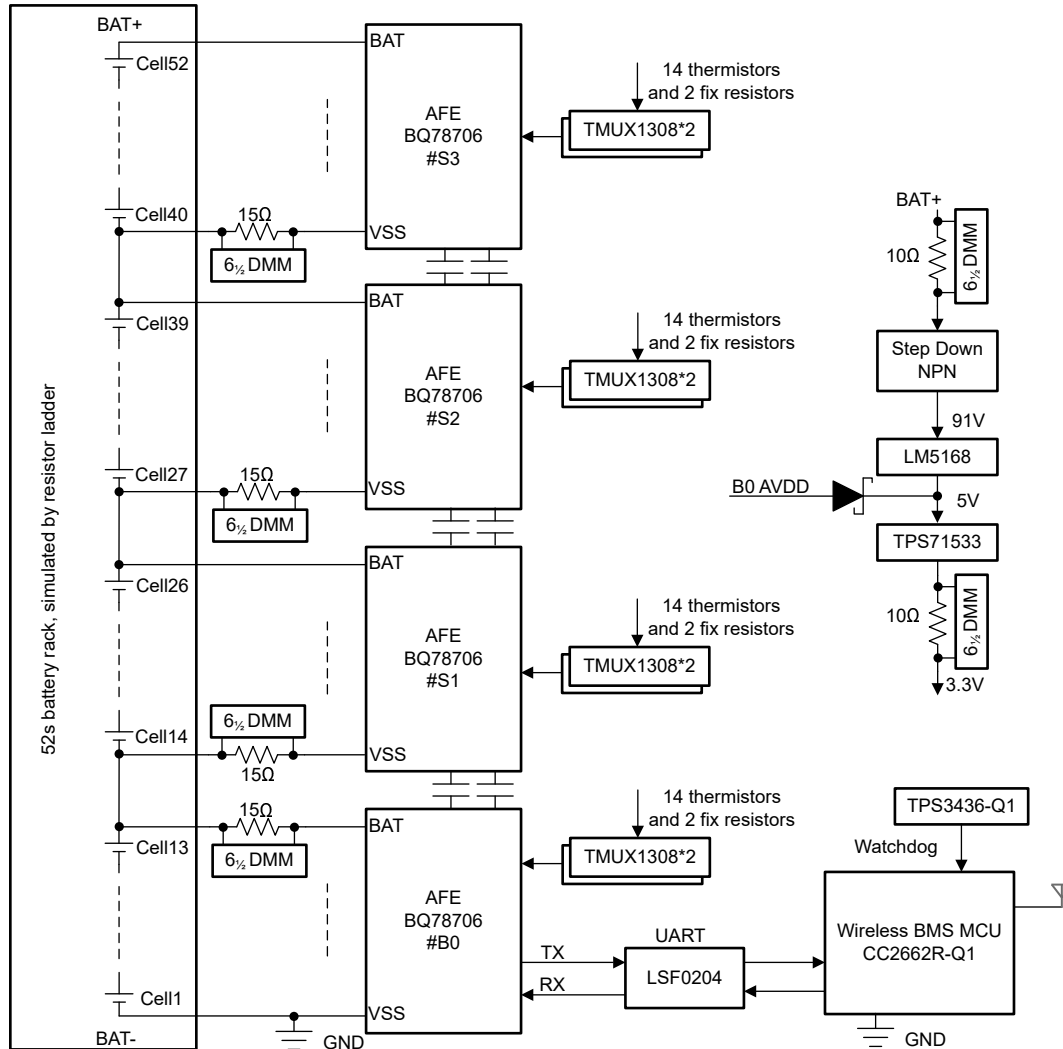 BAT+
Cell52
Cell40
Cell39
Cell27
Cell26
Cell14
Cell13
Cell1
BAT-
52s battery rack, simulated by resistor ladder
15Ω
6½ DMM
15Ω
6½ DMM
6½ DMM
15Ω
15Ω
6½ DMM
GND
BAT
AFE
BQ78706
#S3
VSS
BAT
AFE
BQ78706
#S2
VSS
BAT
AFE
BQ78706
#S1
VSS
BAT
AFE
BQ78706
#B0
VSS
14 thermistors
and 2 fix resistors
TMUX1308*2
14 thermistors
and 2 fix resistors
TMUX1308*2
14 thermistors
and 2 fix resistors
TMUX1308*2
14 thermistors
and 2 fix resistors
TMUX1308*2
BAT+
10Ω
6½ DMM
Step Down
NPN
91V
LM5168
B0 AVDD
5V
TPS71533
10Ω
6½ DMM
3.3V
TX
RX
UART
LSF0204
TPS3436-Q1
Watchdog
Wireless BMS MCU
CC2662R-Q1
GND